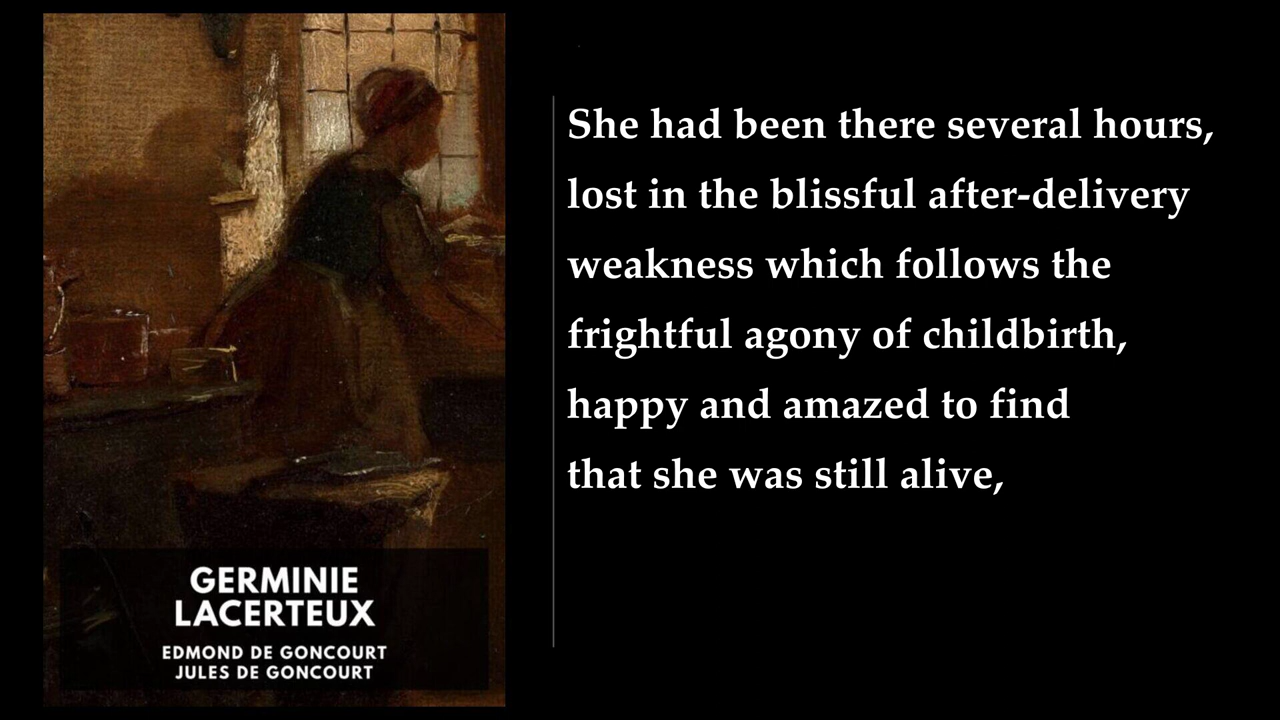 She had been there several hours,
lost in the blissful after-delivery
weakness which follows the
frightful agony of childbirth,
happy and amazed to find
that she was still alive,
GERMINIE
LACERTEUX
EDMOND DE GONCOURT
JULES DE GONCOURT